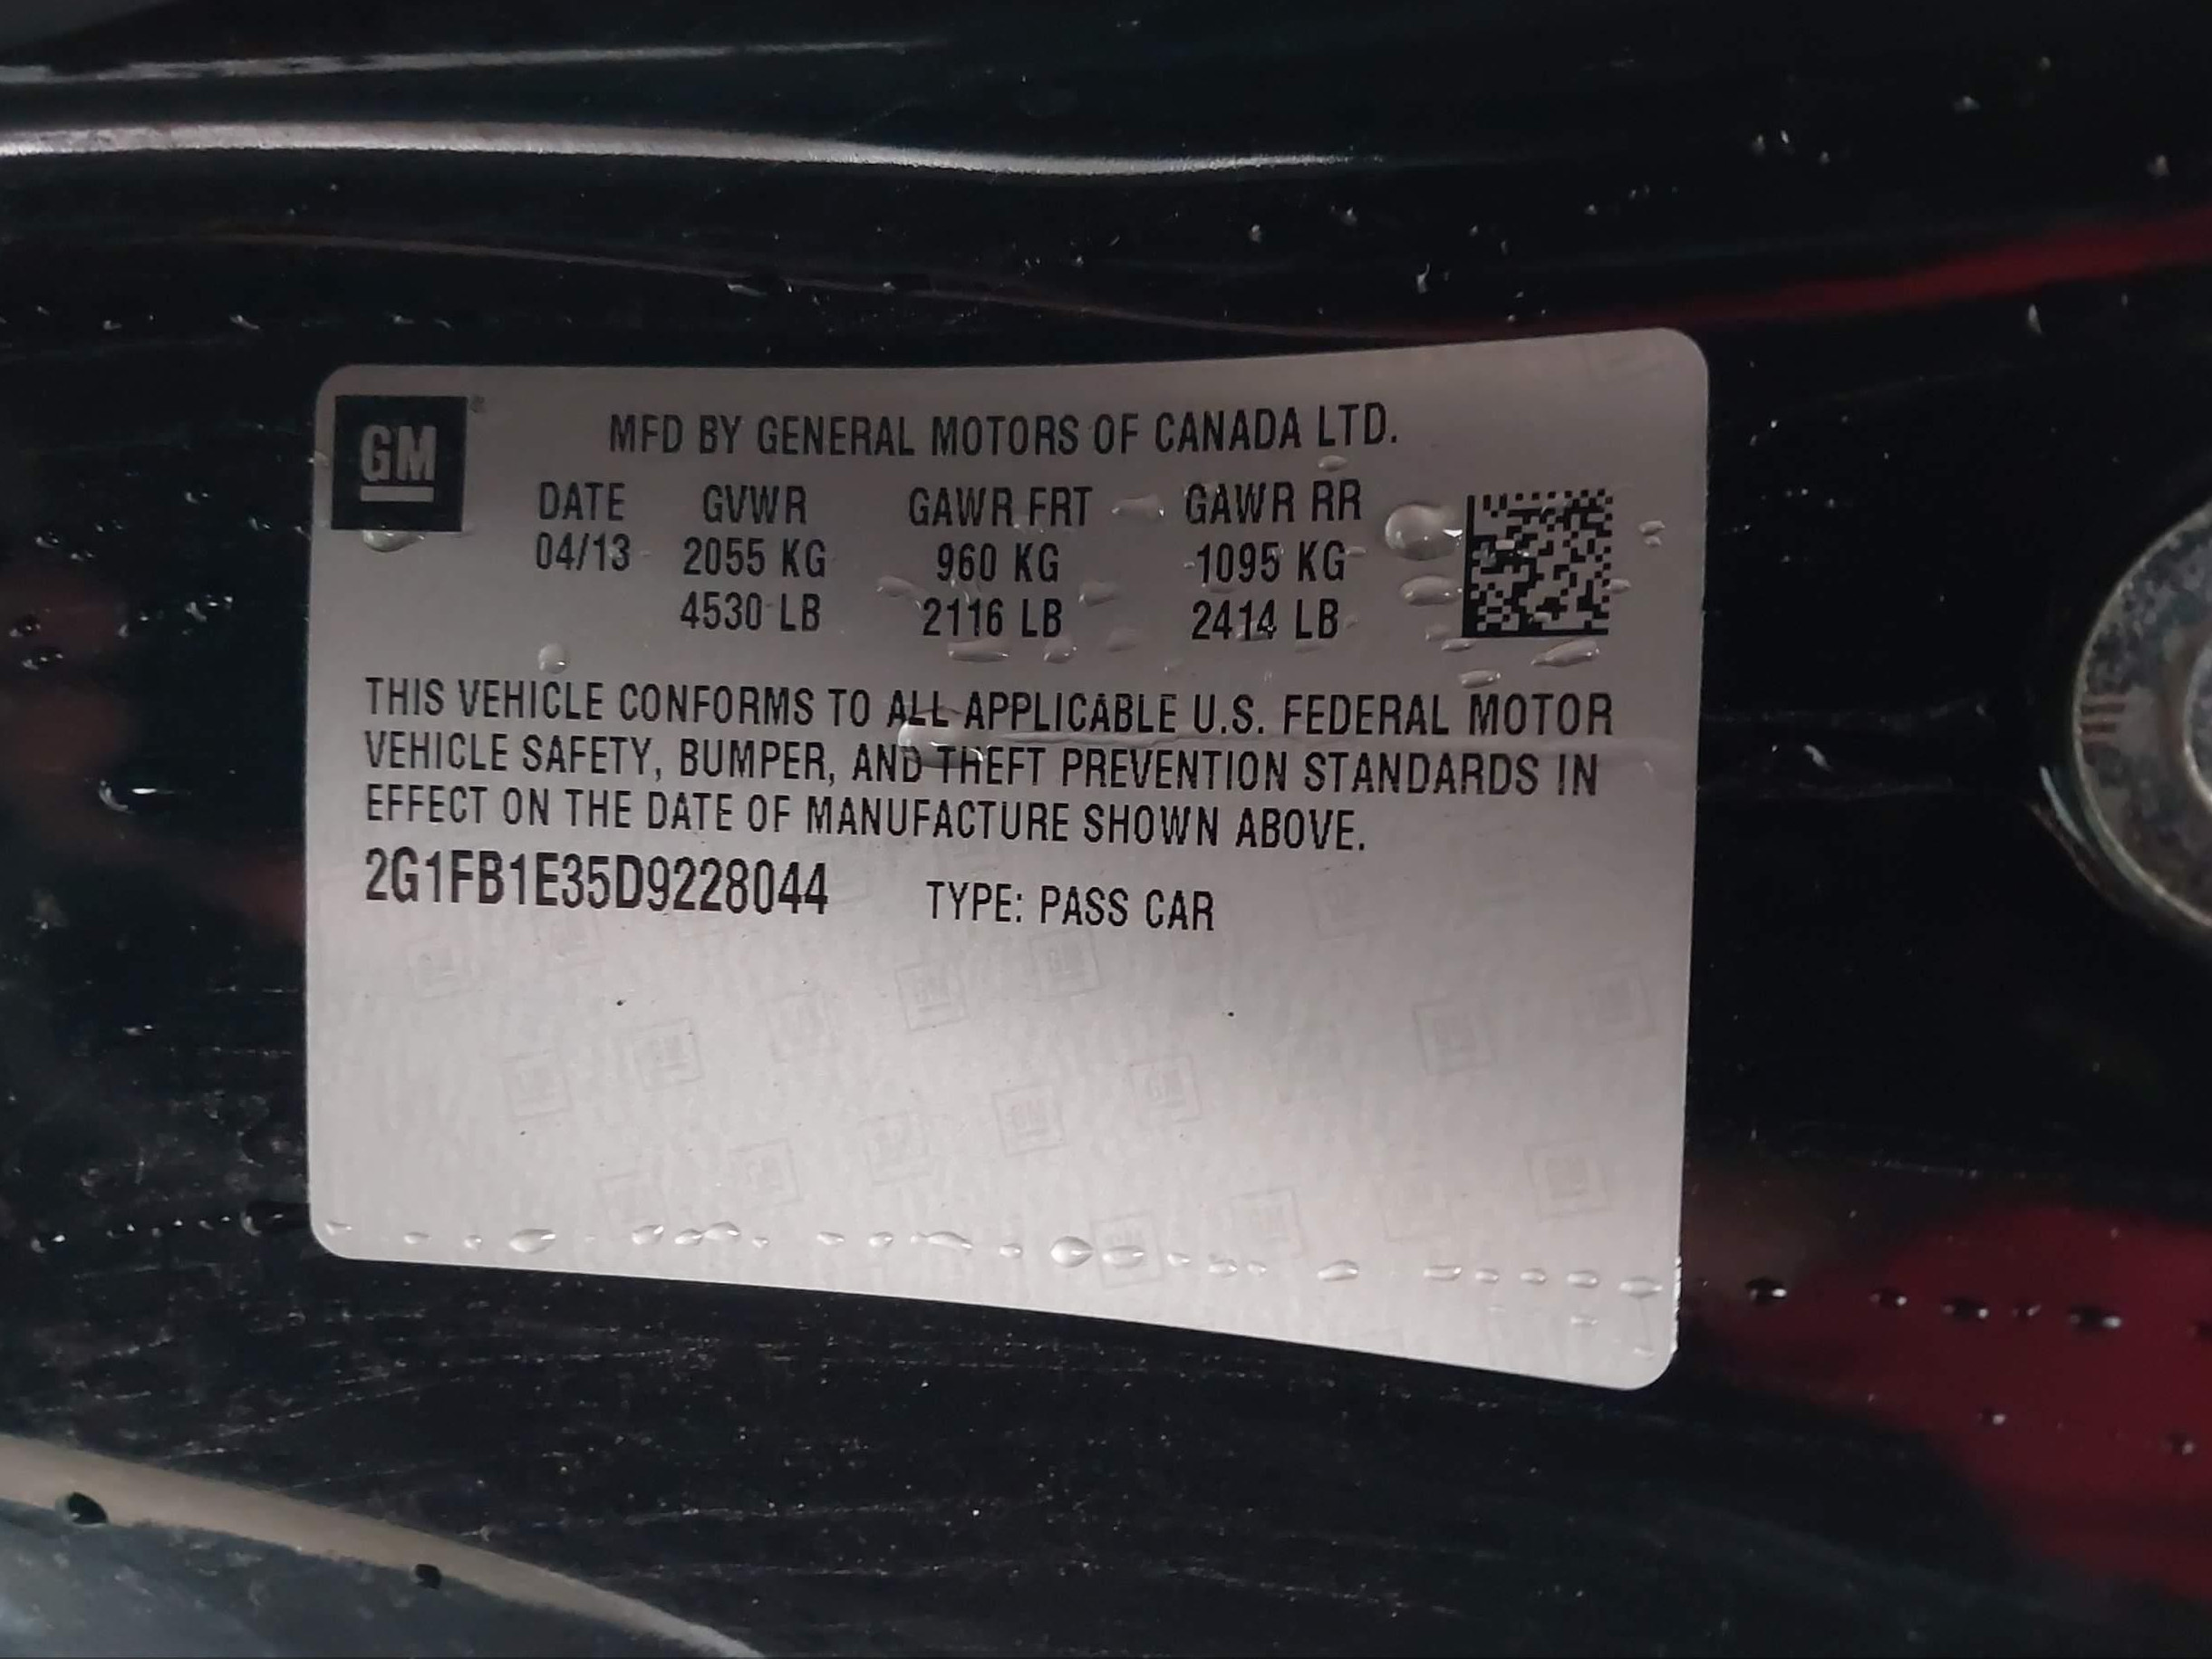 GM
MFD BY GENERAL MOTORS OF CANADA LTD.
DATE GVWR GAWR FRT GAWR RR
04/13 2055 KG 960 KG 1095 KG
4530 LB 2116 LB 2414 LB
THIS VEHICLE CONFORMS TO ALL APPLICABLE U.S. FEDERAL MOTOR
VEHICLE SAFETY, BUMPER, AND THEFT PREVENTION STANDARDS IN
EFFECT ON THE DATE OF MANUFACTURE SHOWN ABOVE.
2G1FB1E35D9228044 TYPE: PASS CAR